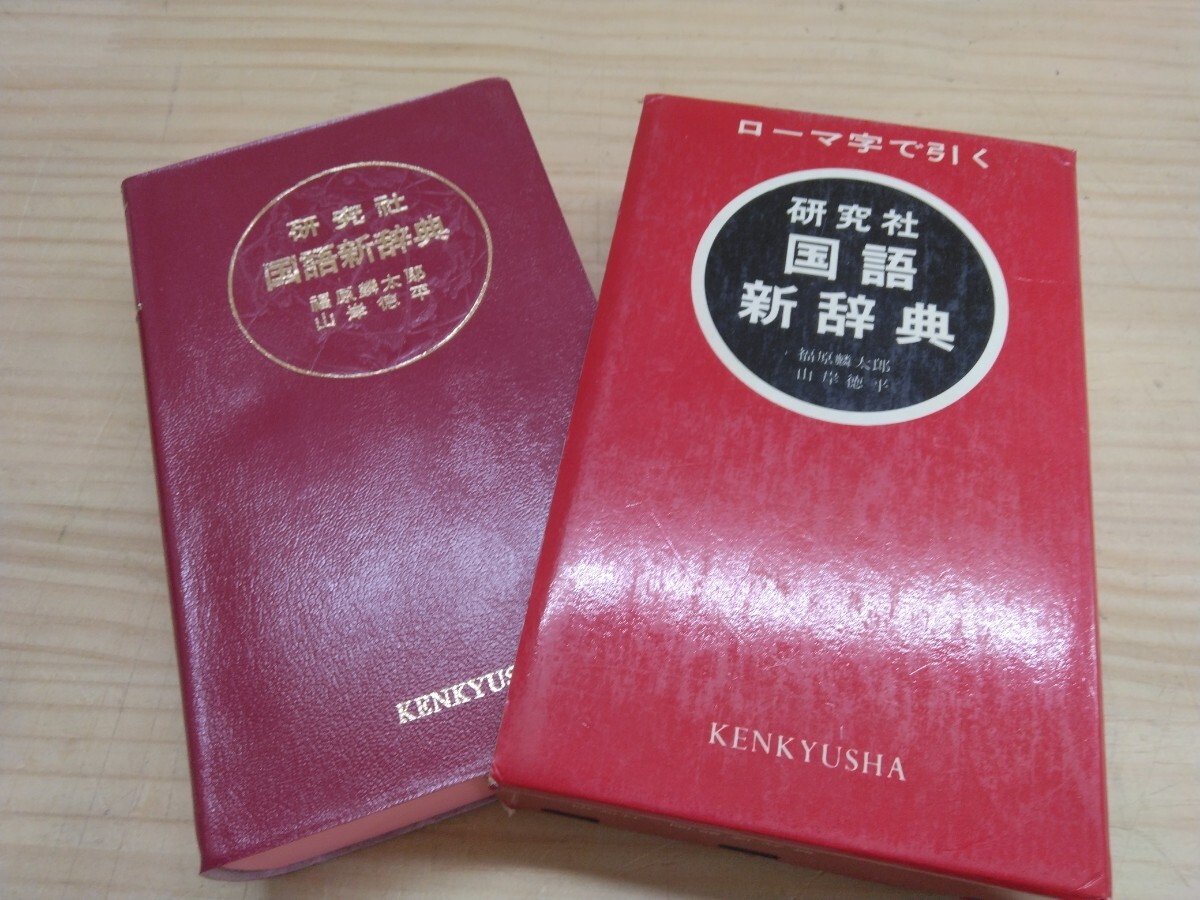 研究社
国語新辞典
福原麟太郎
山岸徳平
KENKYUS
ローマ字で引く
研究社
国語
新辞典
福原麟太郎
山岸徳平
KENKYUSHA